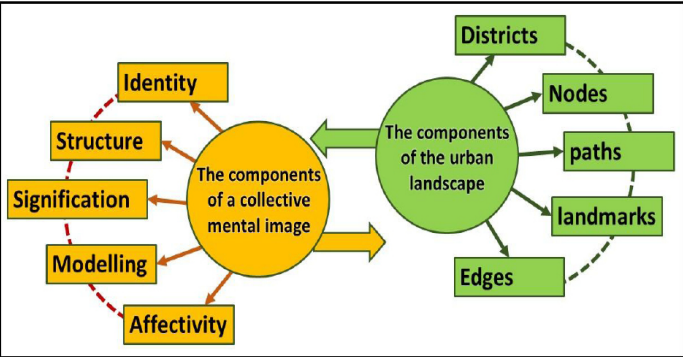 Identity
Structure
Signification
Modelling
Affectivity
The components
of a collective
mental image
The components
of the urban
landscape
Districts
Nodes
paths
landmarks
Edges